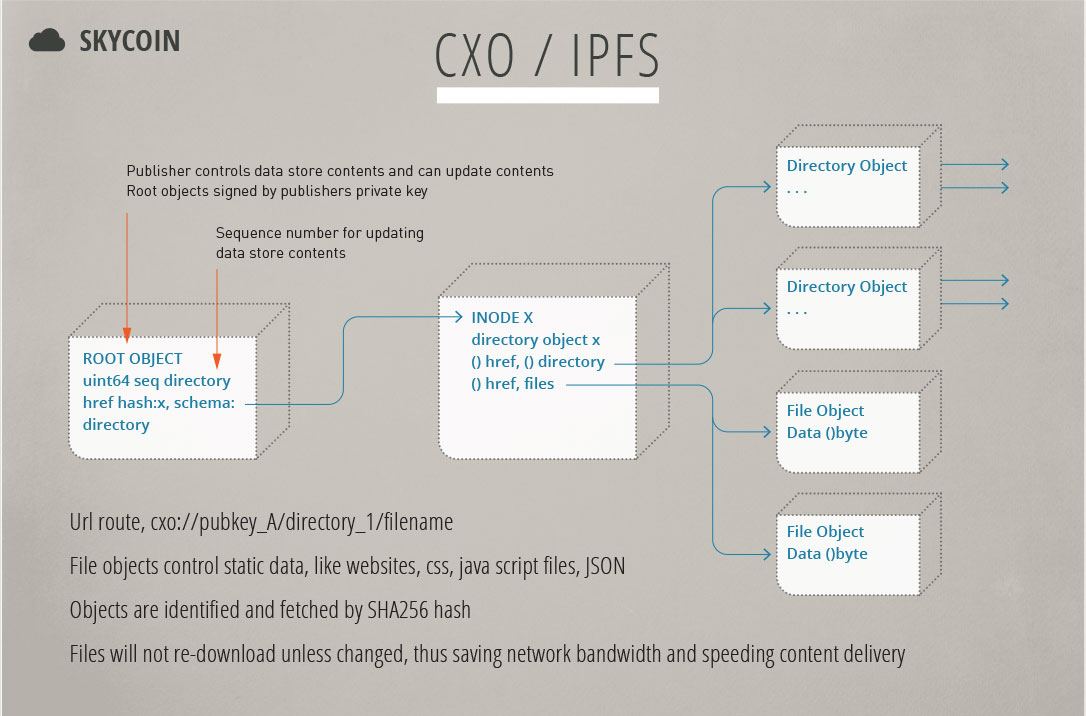 SKYCOIN
CXO / IPFS
Publisher controls data store contents and can update contents
Root objects signed by publishers private key
Sequence number for updating
data store contents
ROOT OBJECT
uint64 seq directory
href hash:x, schema:
directory
INODE X
directory object x
() href, () directory
() href, files
Directory Object
. . .
Directory Object
. . .
File Object
Data ()byte
File Object
Data ()byte
Url route, cxo://pubkey_A/directory_1/filename
File objects control static data, like websites, css, java script files, JSON
Objects are identified and fetched by SHA256 hash
Files will not re-download unless changed, thus saving network bandwidth and speeding content delivery